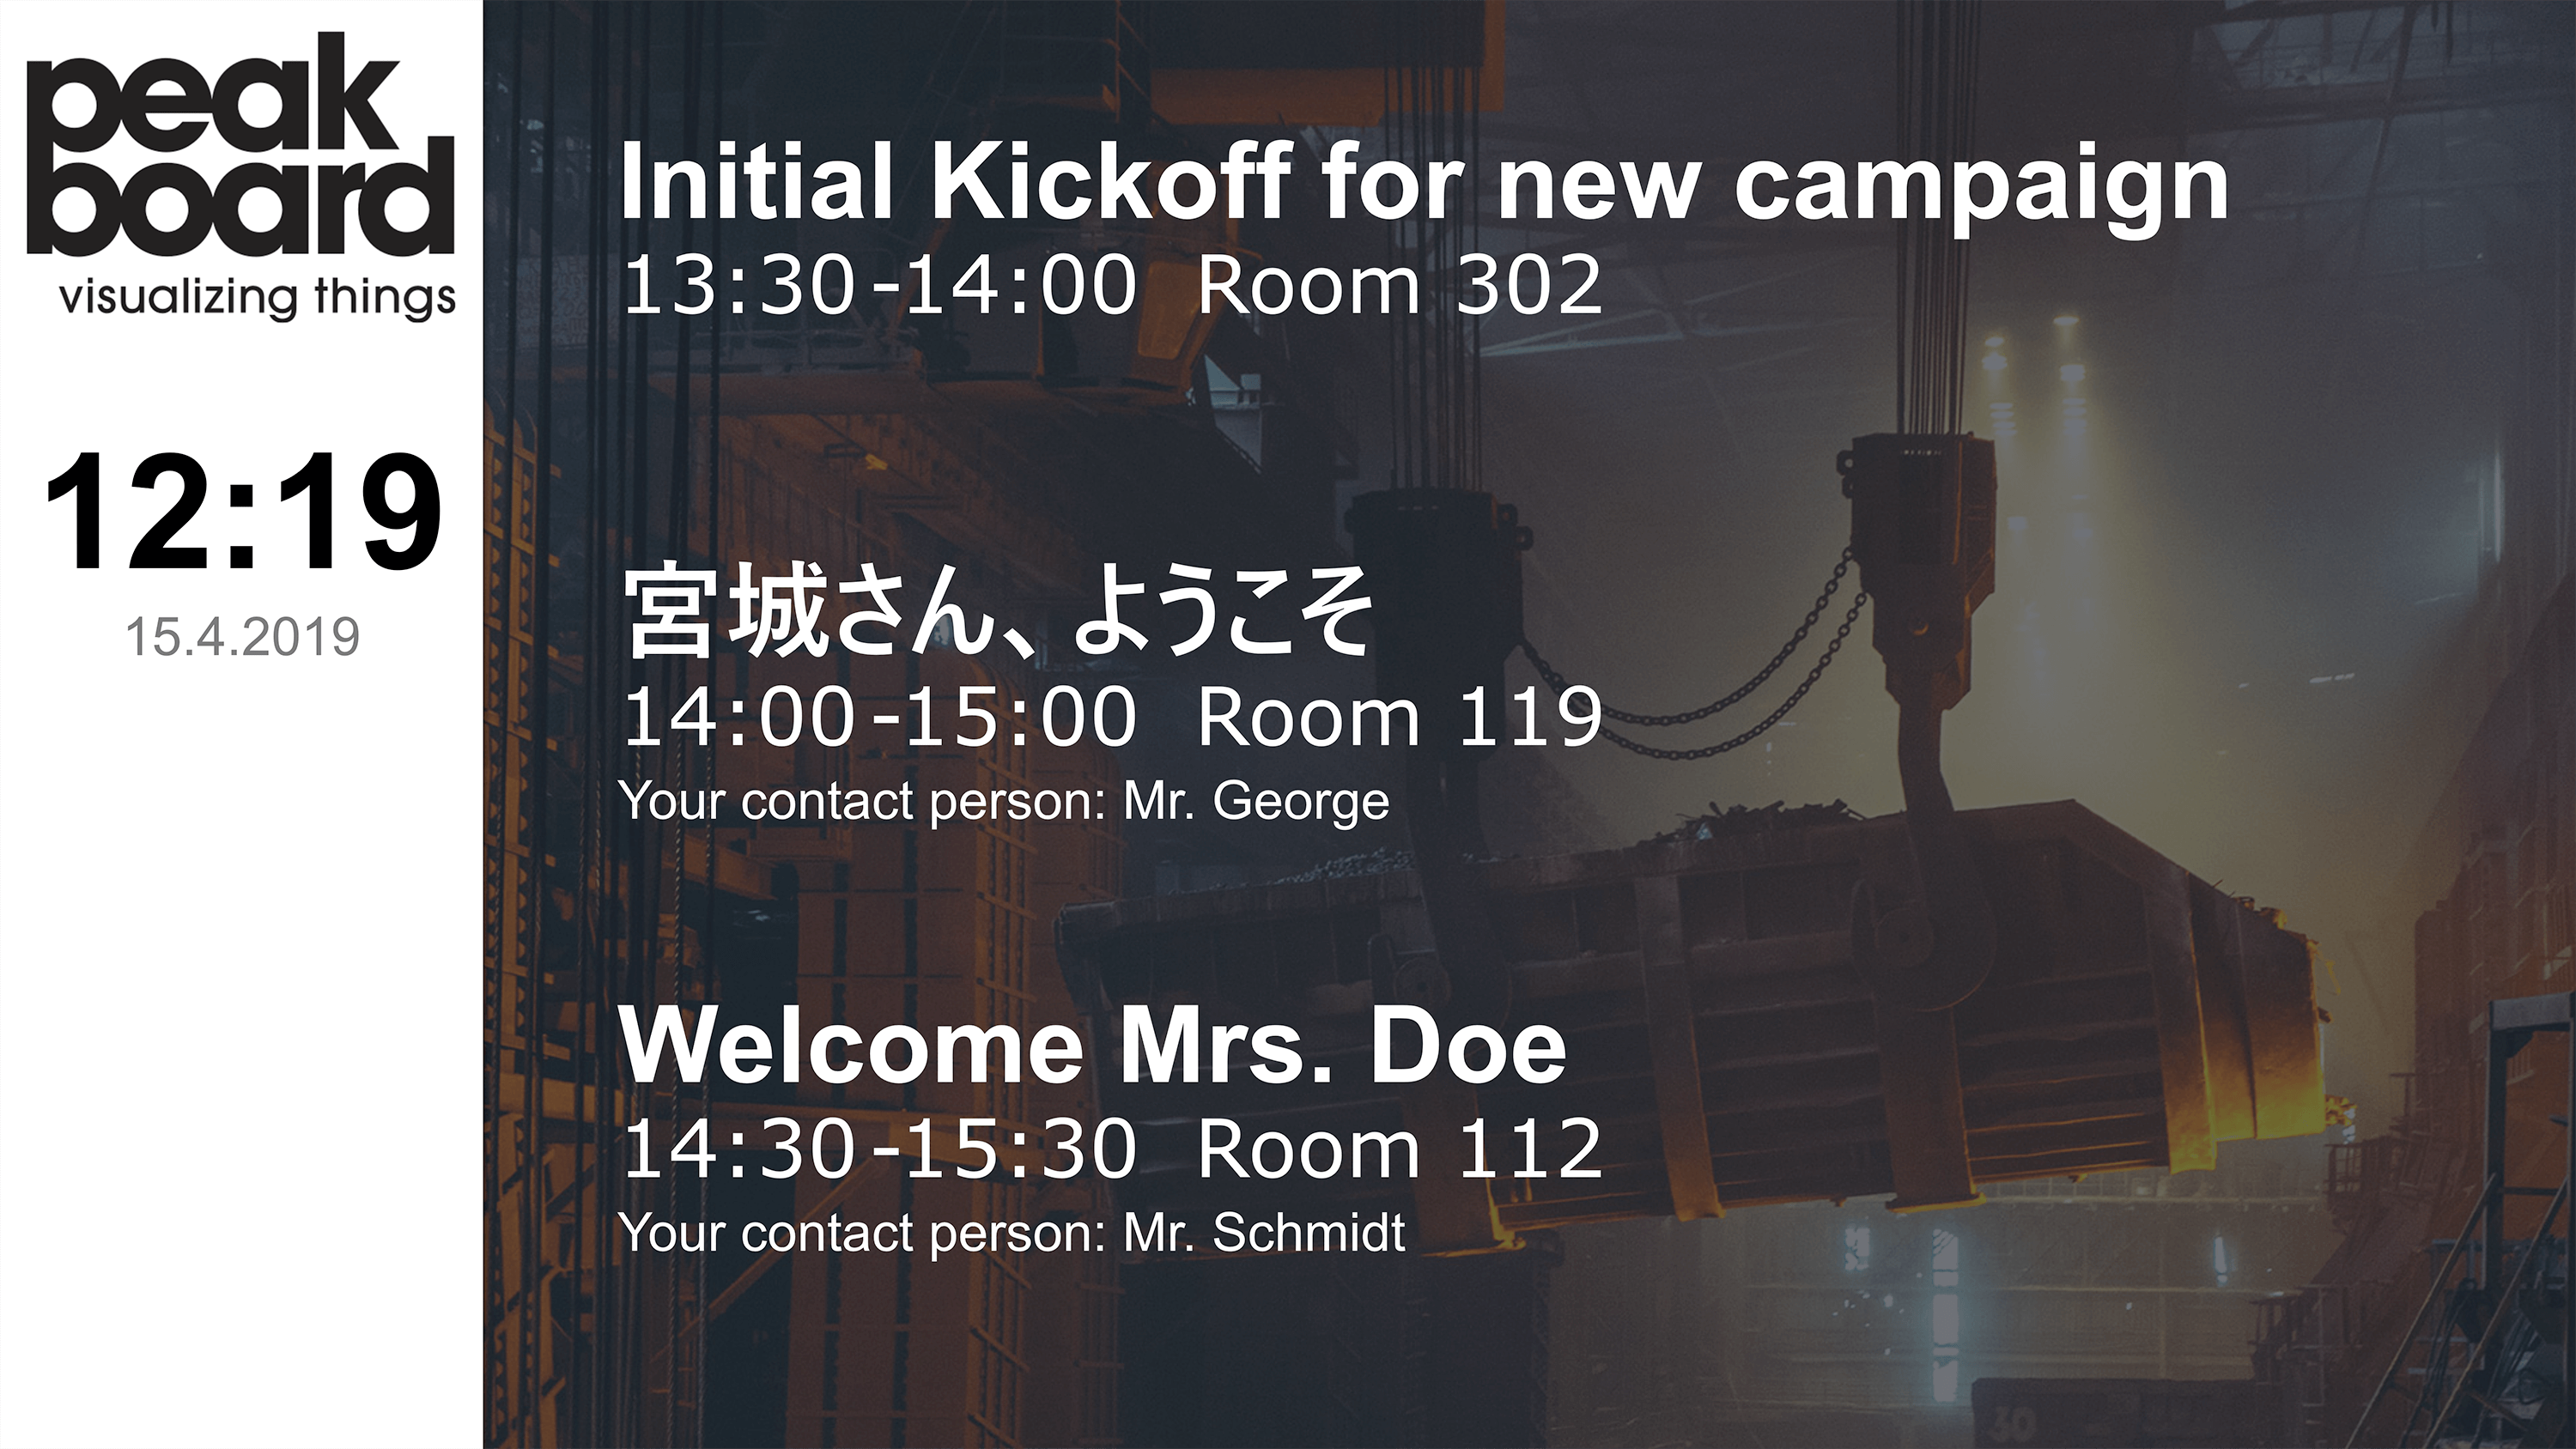 peak
board
visualizing things
12:19
15.4.2019
Initial Kickoff for new campaign
13:30-14:00 Room 302
宮城さん、ようこそ
14:00-15:00 Room 119
Your contact person: Mr. George
Welcome Mrs. Doe
14:30-15:30 Room 112
Your contact person: Mr. Schmidt
30